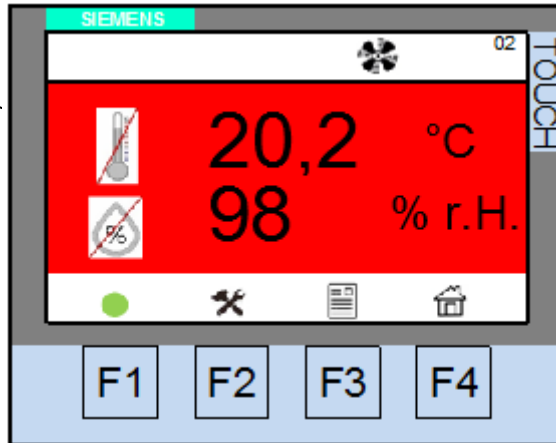 SIEMENS
02
TOUCH
20,2 °C
%
98 % r.H.
F1 F2 F3 F4